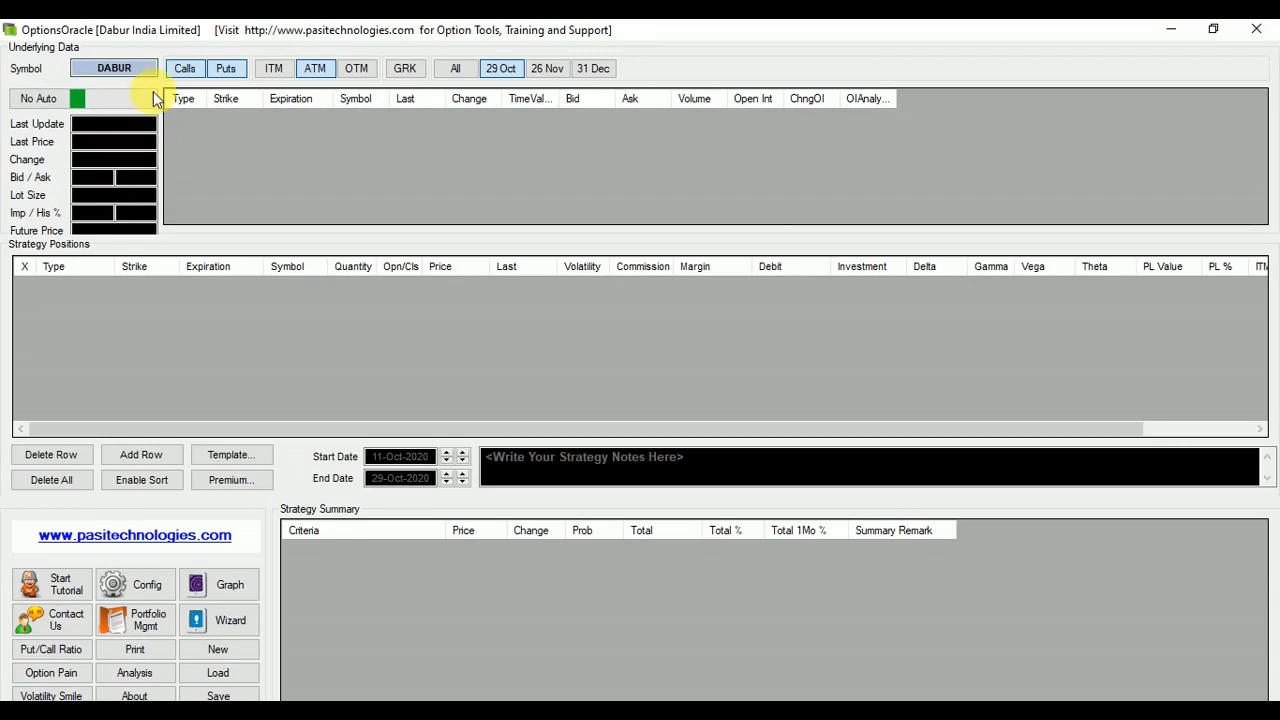 OptionsOracle [Dabur India Limited] [Visit http://www.pasitechnologies.com for Option Tools, Training and Support]
Underlying Data
Symbol DABUR Calls Puts ITM ATM OTM GRK All 29 Oct 26 Nov 31 Dec
No Auto Type Strike Expiration Symbol Last Change TimeVal... Bid Ask Volume Open Int ChngOI OIAnaly...
Last Update
Last Price
Change
Bid / Ask
Lot Size
Imp / His %
Future Price
Strategy Positions
X Type Strike Expiration Symbol Quantity Opn/Cls Price Last Volatility Commission Margin Debit Investment Delta Gamma Vega Theta PL Value PL % ITM
Delete Row Add Row Template... Start Date 11-Oct-2020 <Write Your Strategy Notes Here>
Delete All Enable Sort Premium... End Date 29-Oct-2020
Strategy Summary
Criteria Price Change Prob Total Total % Total 1Mo % Summary Remark
www.pasitechnologies.com
Start Tutorial Config Graph
Contact Us Portfolio Mgmt Wizard
Put/Call Ratio Print New
Option Pain Analysis Load
Volatility Smile About Save